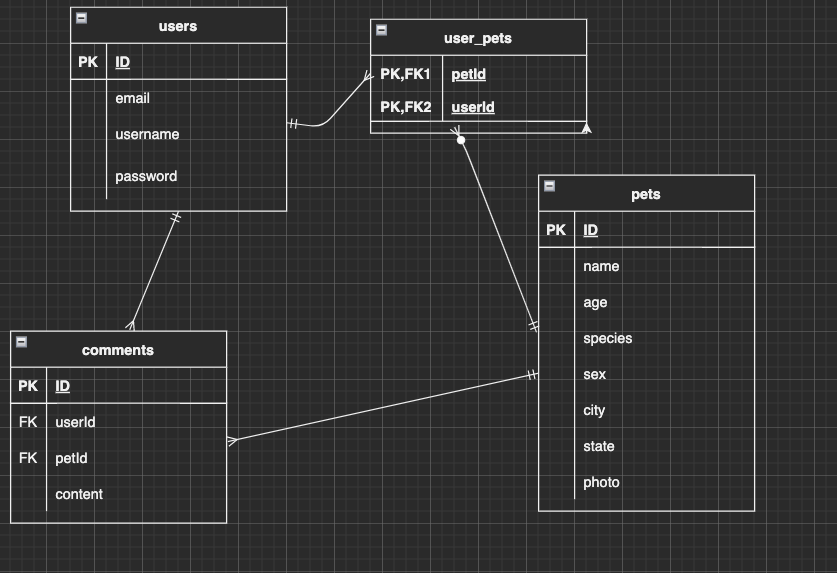 users
PK ID
email
username
password
user_pets
PK,FK1 petId
PK,FK2 userId
pets
PK ID
name
age
species
sex
city
state
photo
comments
PK ID
FK userId
FK petId
content